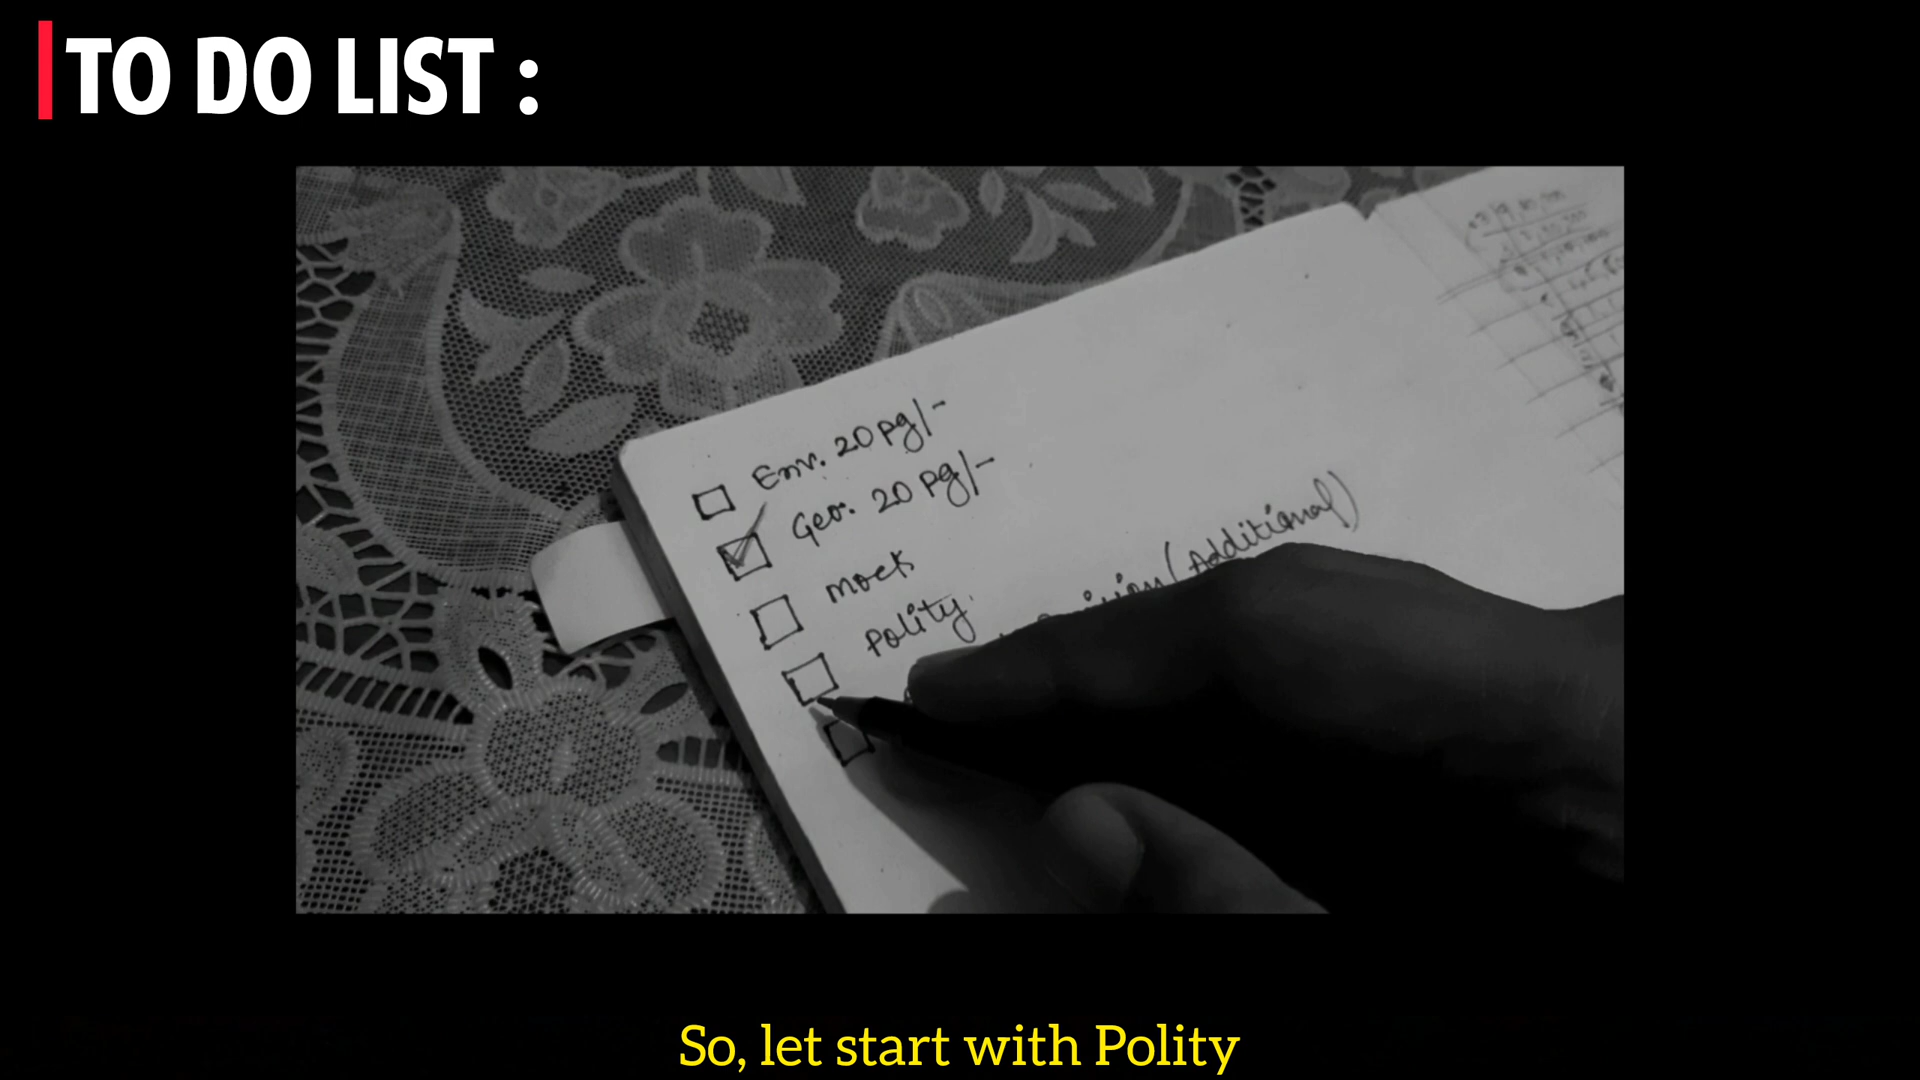 TO DO LIST :
Env. 20 pg/-
Geo. 20 pg/-
mock
Polity.
(Additional)
So, let start with Polity